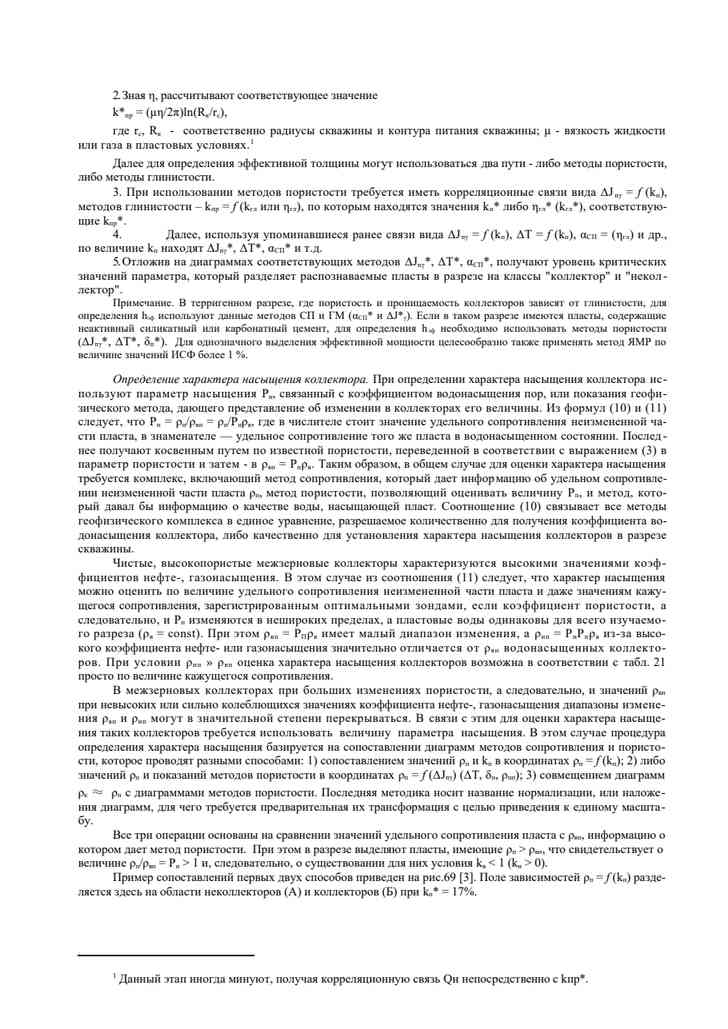 2.Зная η, рассчитывают соответствующее значение
k*пр = (μη/2π)ln(Rк/rс),
где rс, Rк - соответственно радиусы скважины и контура питания скважины; μ - вязкость жидкости
или газа в пластовых условиях.1
Далее для определения эффективной толщины могут использоваться два пути - либо методы пористости,
либо методы глинистости.
3. При использовании методов пористости требуется иметь корреляционные связи вида ΔJпγ = f (kп),
методов глинистости – kпр = f (kгл или ηгл), по которым находятся значения kп* либо ηгл* (kгл*), соответствую-
щие kпр*.
4. Далее, используя упоминавшиеся ранее связи вида ΔJпγ = f (kп), ΔT = f (kп), αСП = (ηгл) и др.,
по величине kп находят ΔJпγ*, ΔT*, αСП* и т.д.
5.Отложив на диаграммах соответствующих методов ΔJпγ*, ΔT*, αСП*, получают уровень критических
значений параметра, который разделяет распознаваемые пласты в разрезе на классы "коллектор" и "некол-
лектор".
Примечание. В терригенном разрезе, где пористость и проницаемость коллекторов зависят от глинистости, для
определения hэф используют данные методов СП и ГМ (αСП* и ΔJ*γ). Если в таком разрезе имеются пласты, содержащие
неактивный силикатный или карбонатный цемент, для определения hэф необходимо использовать методы пористости
(ΔJпγ*, ΔT*, δп*). Для однозначного выделения эффективной мощности целесообразно также применять метод ЯМР по
величине значений ИСФ более 1 %.
Определение характера насыщения коллектора. При определении характера насыщения коллектора ис-
пользуют параметр насыщения Pн, связанный с коэффициентом водонасыщения пор, или показания геофи-
зического метода, дающего представление об изменении в коллекторах его величины. Из формул (10) и (11)
следует, что Pн = ρп/ρвп = ρп/Pпρв, где в числителе стоит значение удельного сопротивления неизмененной ча-
сти пласта, в знаменателе — удельное сопротивление того же пласта в водонасыщенном состоянии. Послед-
нее получают косвенным путем по известной пористости, переведенной в соответствии с выражением (3) в
параметр пористости и затем - в ρвп = Pпρв. Таким образом, в общем случае для оценки характера насыщения
требуется комплекс, включающий метод сопротивления, который дает информацию об удельном сопротивле-
нии неизмененной части пласта ρп, метод пористости, позволяющий оценивать величину Pп, и метод, кото-
рый давал бы информацию о качестве воды, насыщающей пласт. Соотношение (10) связывает все методы
геофизического комплекса в единое уравнение, разрешаемое количественно для получения коэффициента во-
донасыщения коллектора, либо качественно для установления характера насыщения коллекторов в разрезе
скважины.
Чистые, высокопористые межзерновые коллекторы характеризуются высокими значениями коэф-
фициентов нефте-, газонасыщения. В этом случае из соотношения (11) следует, что характер насыщения
можно оценить по величине удельного сопротивления неизмененной части пласта и даже значениям кажу-
щегося сопротивления, зарегистрированным оптимальными зондами, если коэффициент пористости, а
следовательно, и Pп изменяются в нешироких пределах, а пластовые воды одинаковы для всего изучаемо-
го разреза (ρв = const). При этом ρвп = PПρв имеет малый диапазон изменения, а ρнп = PнPпρв из-за высо-
кого коэффициента нефте- или газонасыщения значительно отличается от ρвп водонасыщенных коллекто-
ров. При условии ρнп » ρвп оценка характера насыщения коллекторов возможна в соответствии с табл. 21
просто по величине кажущегося сопротивления.
В межзерновых коллекторах при больших изменениях пористости, а следовательно, и значений ρвп
при невысоких или сильно колеблющихся значениях коэффициента нефте-, газонасыщения диапазоны измене-
ния ρвп и ρнп могут в значительной степени перекрываться. В связи с этим для оценки характера насыще-
ния таких коллекторов требуется использовать величину параметра насыщения. В этом случае процедура
определения характера насыщения базируется на сопоставлении диаграмм методов сопротивления и пористо-
сти, которое проводят разными способами: 1) сопоставлением значений ρп и kп в координатах ρп = f (kп); 2) либо
значений ρп и показаний методов пористости в координатах ρп = f (ΔJпγ) (ΔT, δп, ρпп); 3) совмещением диаграмм
ρк ≈ ρп с диаграммами методов пористости. Последняя методика носит название нормализации, или наложе-
ния диаграмм, для чего требуется предварительная их трансформация с целью приведения к единому масшта-
бу.
Все три операции основаны на сравнении значений удельного сопротивления пласта с ρвп, информацию о
котором дает метод пористости. При этом в разрезе выделяют пласты, имеющие ρп > ρвп, что свидетельствует о
величине ρп/ρвп = Pн > 1 и, следовательно, о существовании для них условия kв < 1 (kн > 0).
Пример сопоставлений первых двух способов приведен на рис.69 [3]. Поле зависимостей ρп = f (kп) разде-
ляется здесь на области неколлекторов (А) и коллекторов (Б) при kп* = 17%.
1 Данный этап иногда минуют, получая корреляционную связь Qн непосредственно с kпр*.